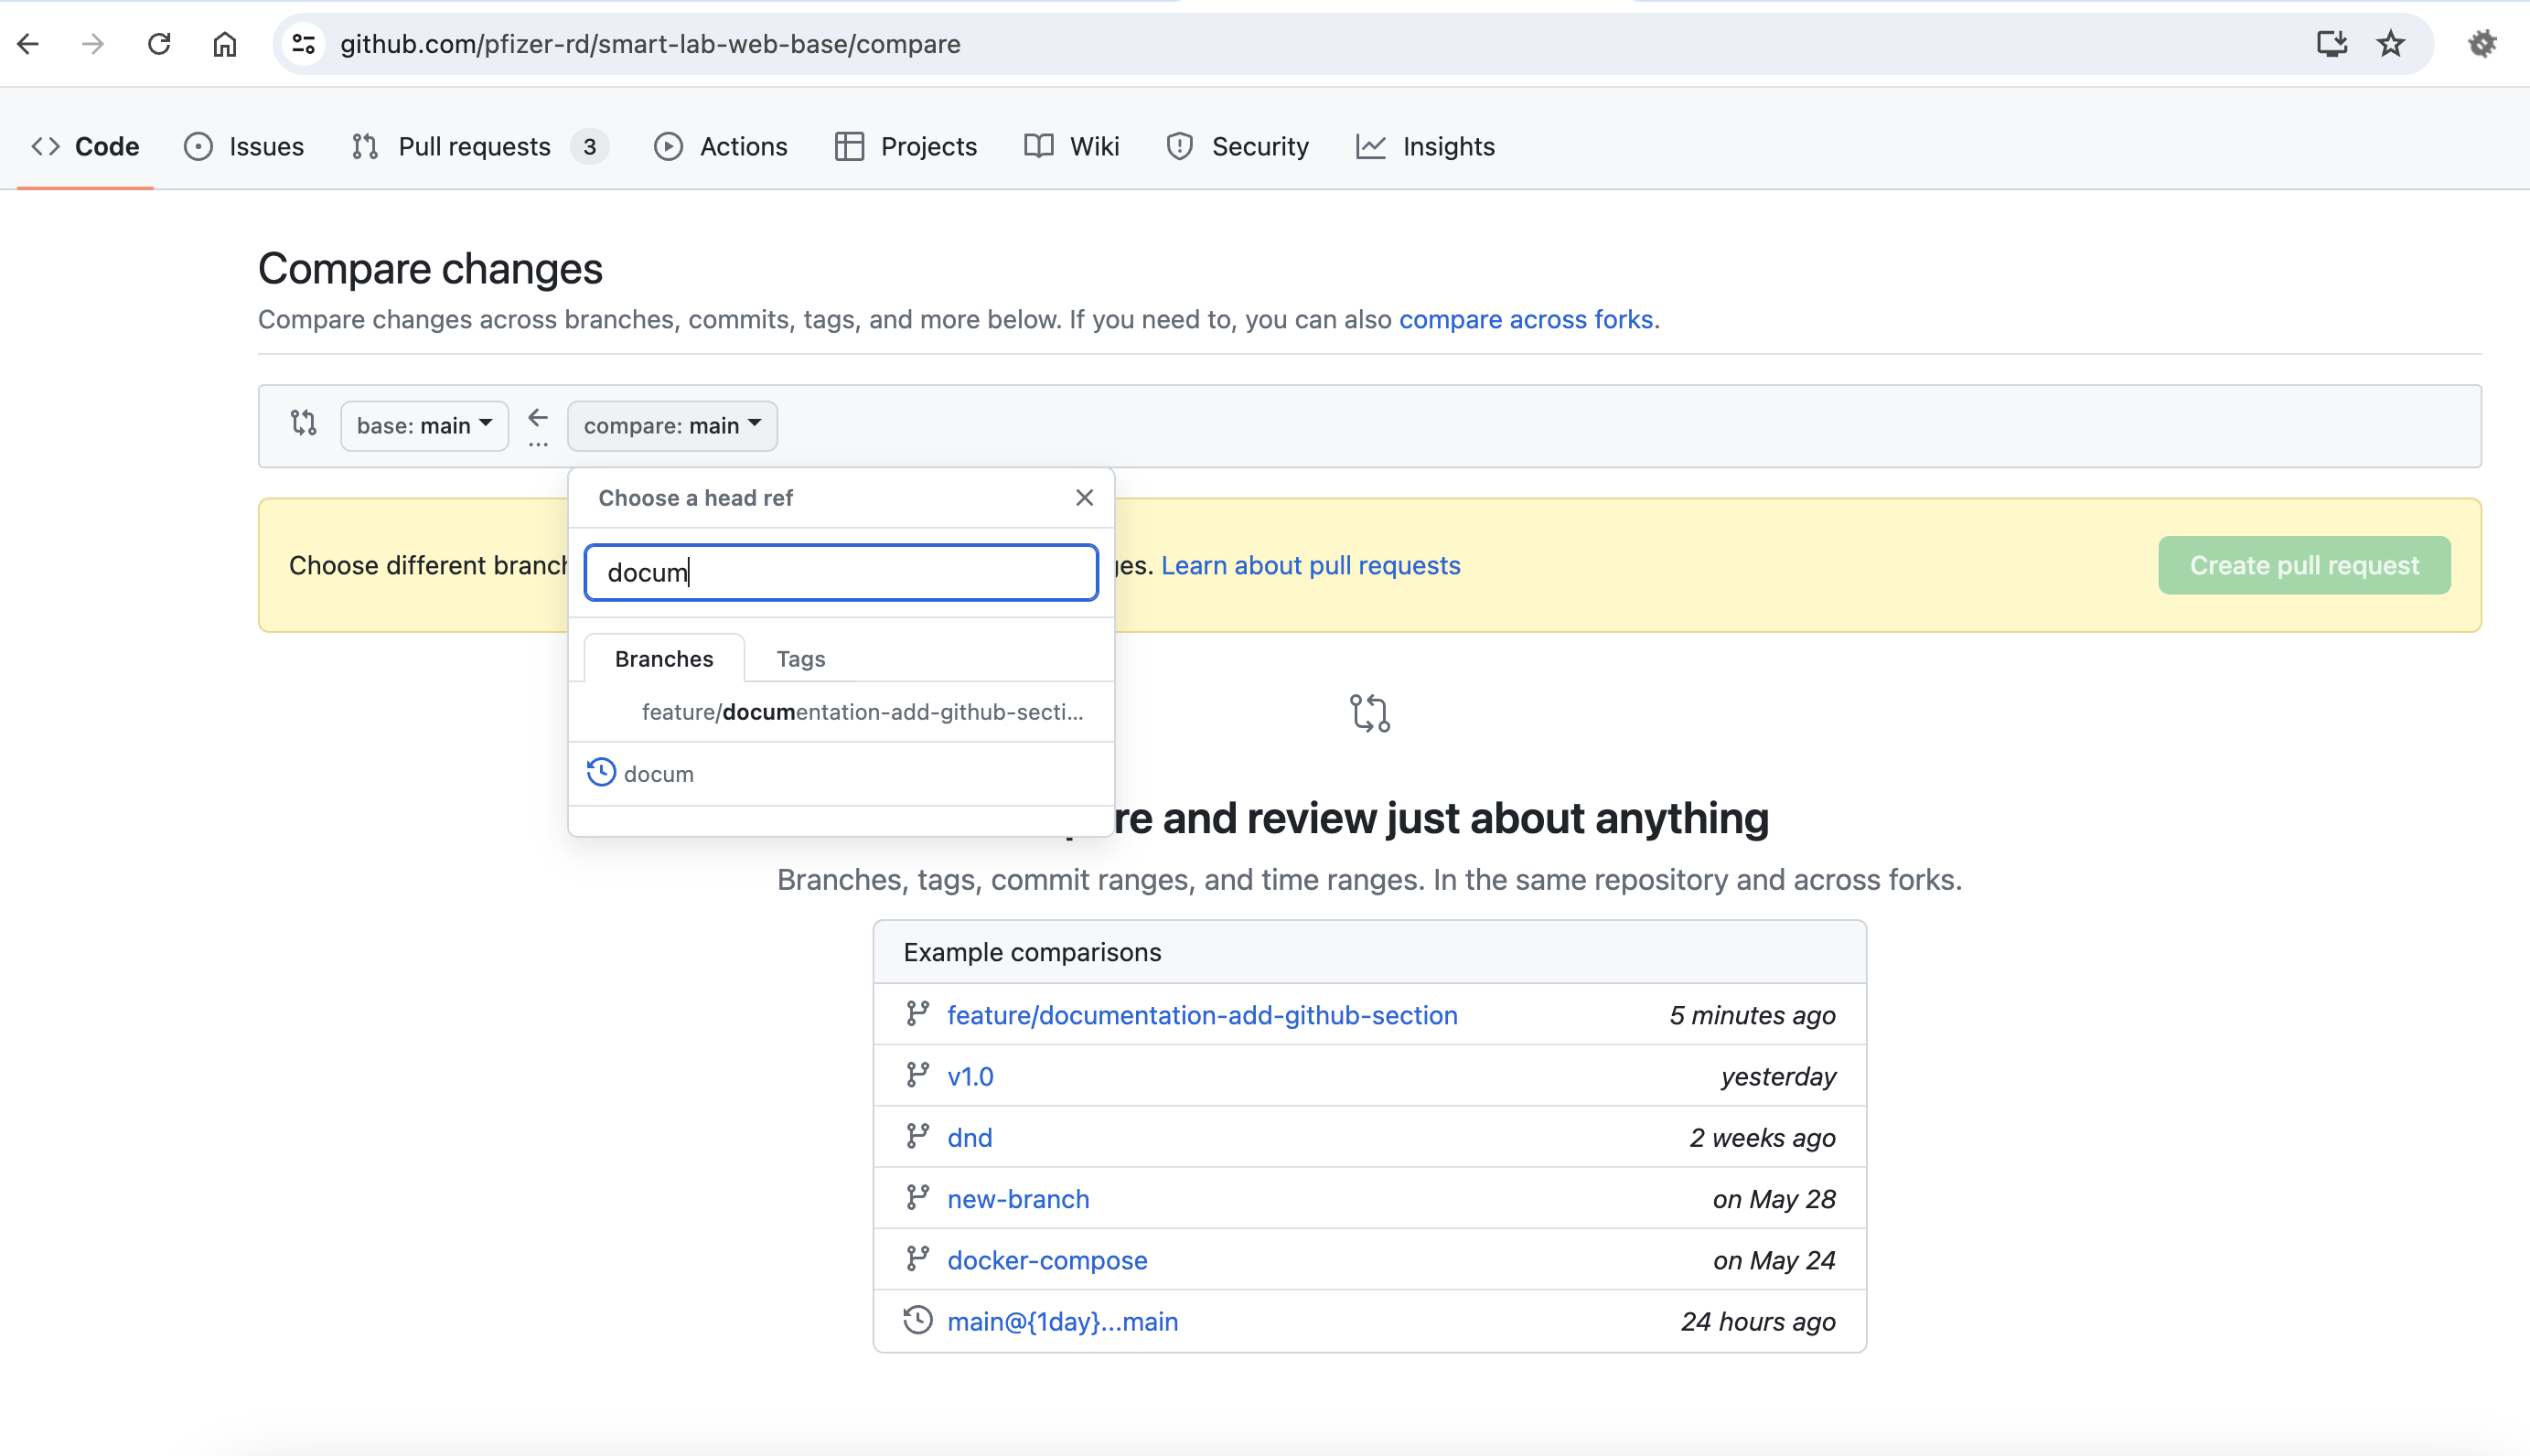 github.com/pfizer-rd/smart-lab-web-base/compare
Code Issues Pull requests 3 Actions Projects Wiki Security Insights
Compare changes
Compare changes across branches, commits, tags, and more below. If you need to, you can also compare across forks.
base: main ... compare: main
Choose a head ref
Choose different branch es. Learn about pull requests Create pull request
docum
Branches Tags
feature/documentation-add-github-secti...
docum
re and review just about anything
Branches, tags, commit ranges, and time ranges. In the same repository and across forks.
Example comparisons
feature/documentation-add-github-section 5 minutes ago
v1.0 yesterday
dnd 2 weeks ago
new-branch on May 28
docker-compose on May 24
main@{1day}...main 24 hours ago